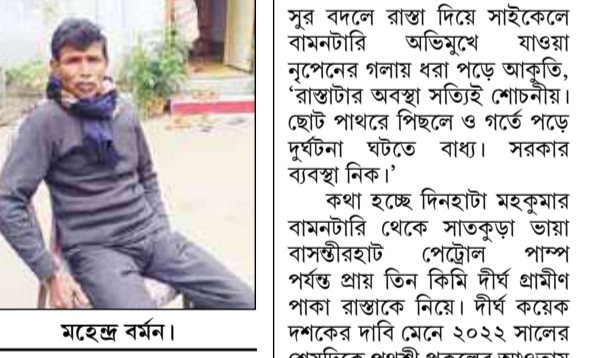 সুর বদলে রাস্তা দিয়ে সাইকেলে
বামনটারি অভিমুখে যাওয়া
নৃপেনের গলায় ধরা পড়ে আকুতি,
‘রাস্তাটার অবস্থা সত্যিই শোচনীয়।
ছোট পাথরে পিছলে ও গর্তে পড়ে
দুর্ঘটনা ঘটতে বাধ্য। সরকার
ব্যবস্থা নিক।’
কথা হচ্ছে দিনহাটা মহকুমার
বামনটারি থেকে সাতকুড়া ভায়া
বাসন্তীরহাট পেট্রোল পাম্প
পর্যন্ত প্রায় তিন কিমি দীর্ঘ গ্রামীণ
পাকা রাস্তাকে নিয়ে। দীর্ঘ কয়েক
দশকের দাবি মেনে ২০২২ সালের
মহেন্দ্র বর্মন।